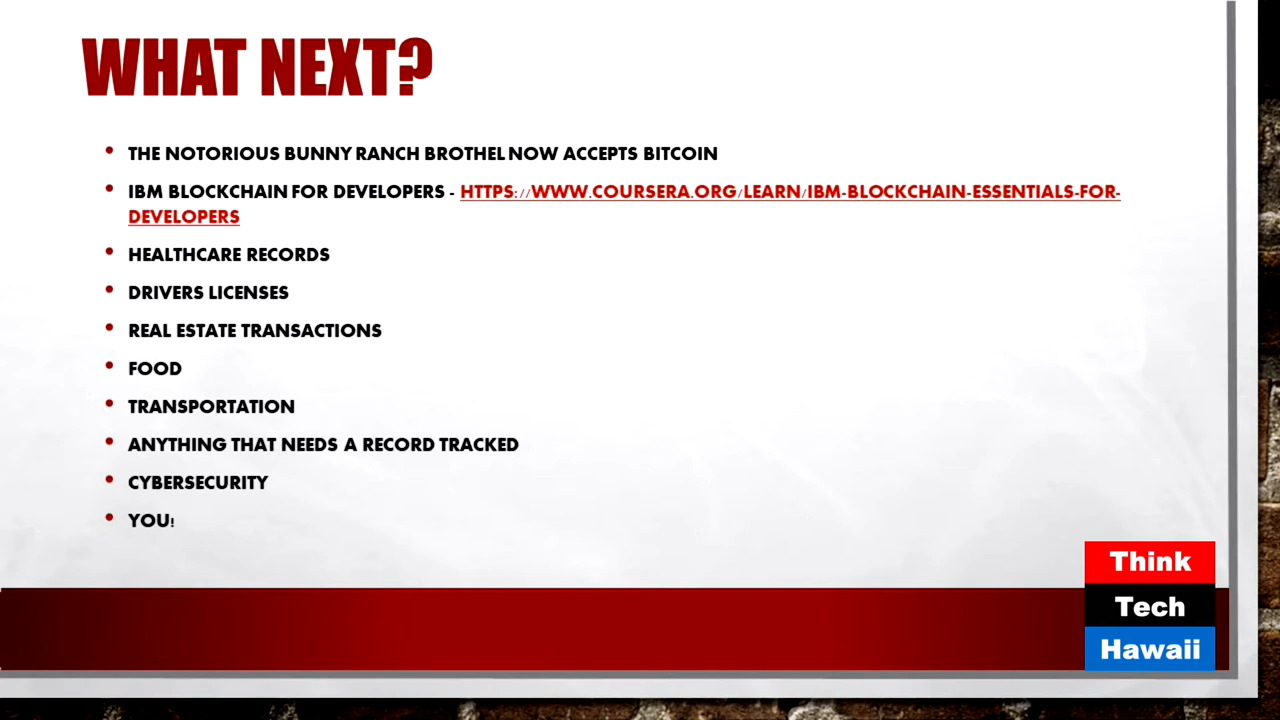 WHAT NEXT?
THE NOTORIOUS BUNNY RANCH BROTHEL NOW ACCEPTS BITCOIN
IBM BLOCKCHAIN FOR DEVELOPERS - HTTPS://WWW.COURSERA.ORG/LEARN/IBM-BLOCKCHAIN-ESSENTIALS-FOR-
DEVELOPERS
HEALTHCARE RECORDS
DRIVERS LICENSES
REAL ESTATE TRANSACTIONS
FOOD
TRANSPORTATION
ANYTHING THAT NEEDS A RECORD TRACKED
CYBERSECURITY
YOU!
Think
Tech
Hawaii